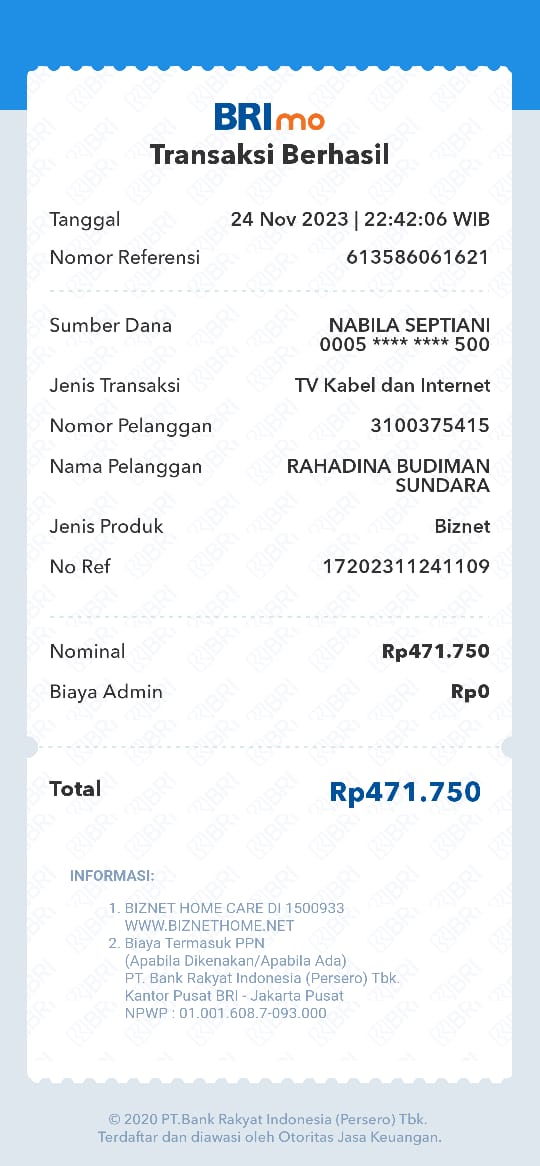 BRImo
Transaksi Berhasil
Tanggal 24 Nov 2023 | 22:42:06 WIB
Nomor Referensi 613586061621
Sumber Dana NABILA SEPTIANI
0005 **** **** 500
Jenis Transaksi TV Kabel dan Internet
Nomor Pelanggan 3100375415
Nama Pelanggan RAHADINA BUDIMAN
SUNDARA
Jenis Produk Biznet
No Ref 17202311241109
Nominal Rp471.750
Biaya Admin Rp0
Total Rp471.750
INFORMASI:
1. BIZNET HOME CARE DI 1500933
WWW.BIZNETHOME.NET
2. Biaya Termasuk PPN
(Apabila Dikenakan/Apabila Ada)
PT. Bank Rakyat Indonesia (Persero) Tbk.
Kantor Pusat BRI - Jakarta Pusat
NPWP : 01.001.608.7-093.000
© 2020 PT.Bank Rakyat Indonesia (Persero) Tbk.
Terdaftar dan diawasi oleh Otoritas Jasa Keuangan.